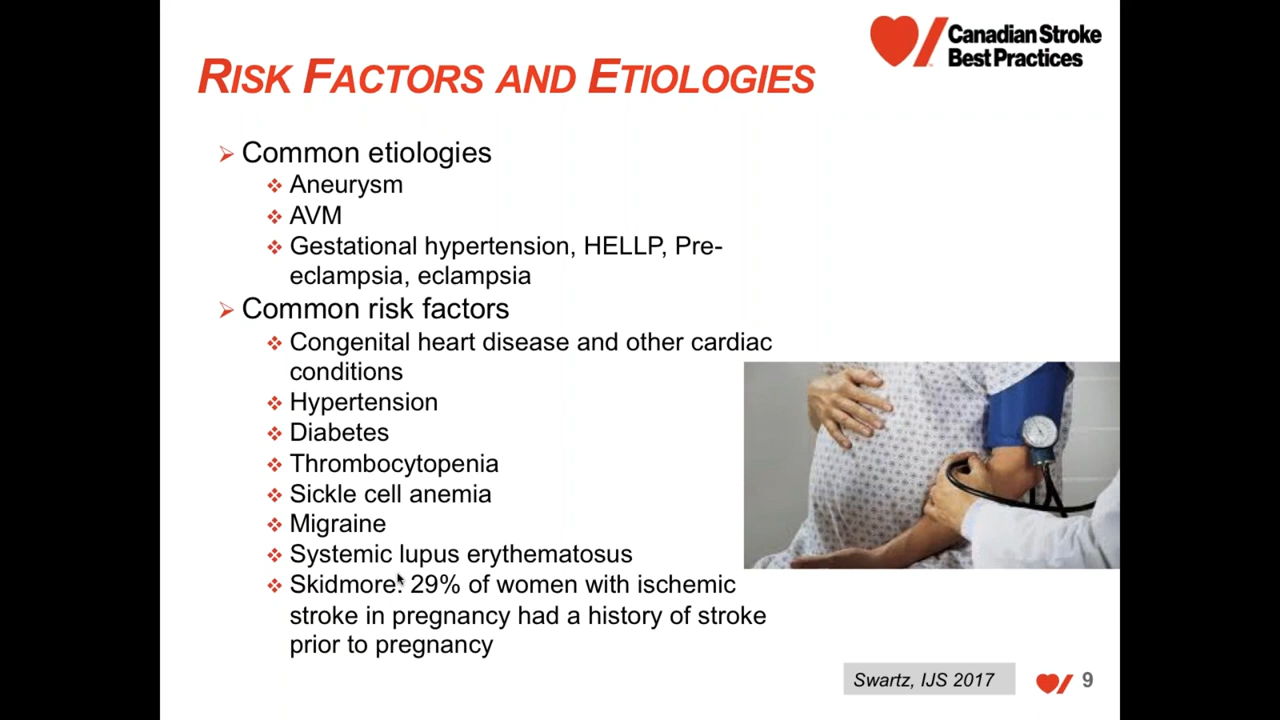 Canadian Stroke
Best Practices
RISK FACTORS AND ETIOLOGIES
Common etiologies
Aneurysm
AVM
Gestational hypertension, HELLP, Pre-
eclampsia, eclampsia
Common risk factors
Congenital heart disease and other cardiac
conditions
Hypertension
Diabetes
Thrombocytopenia
Sickle cell anemia
Migraine
Systemic lupus erythematosus
Skidmore: 29% of women with ischemic
stroke in pregnancy had a history of stroke
prior to pregnancy
Swartz, IJS 2017
9